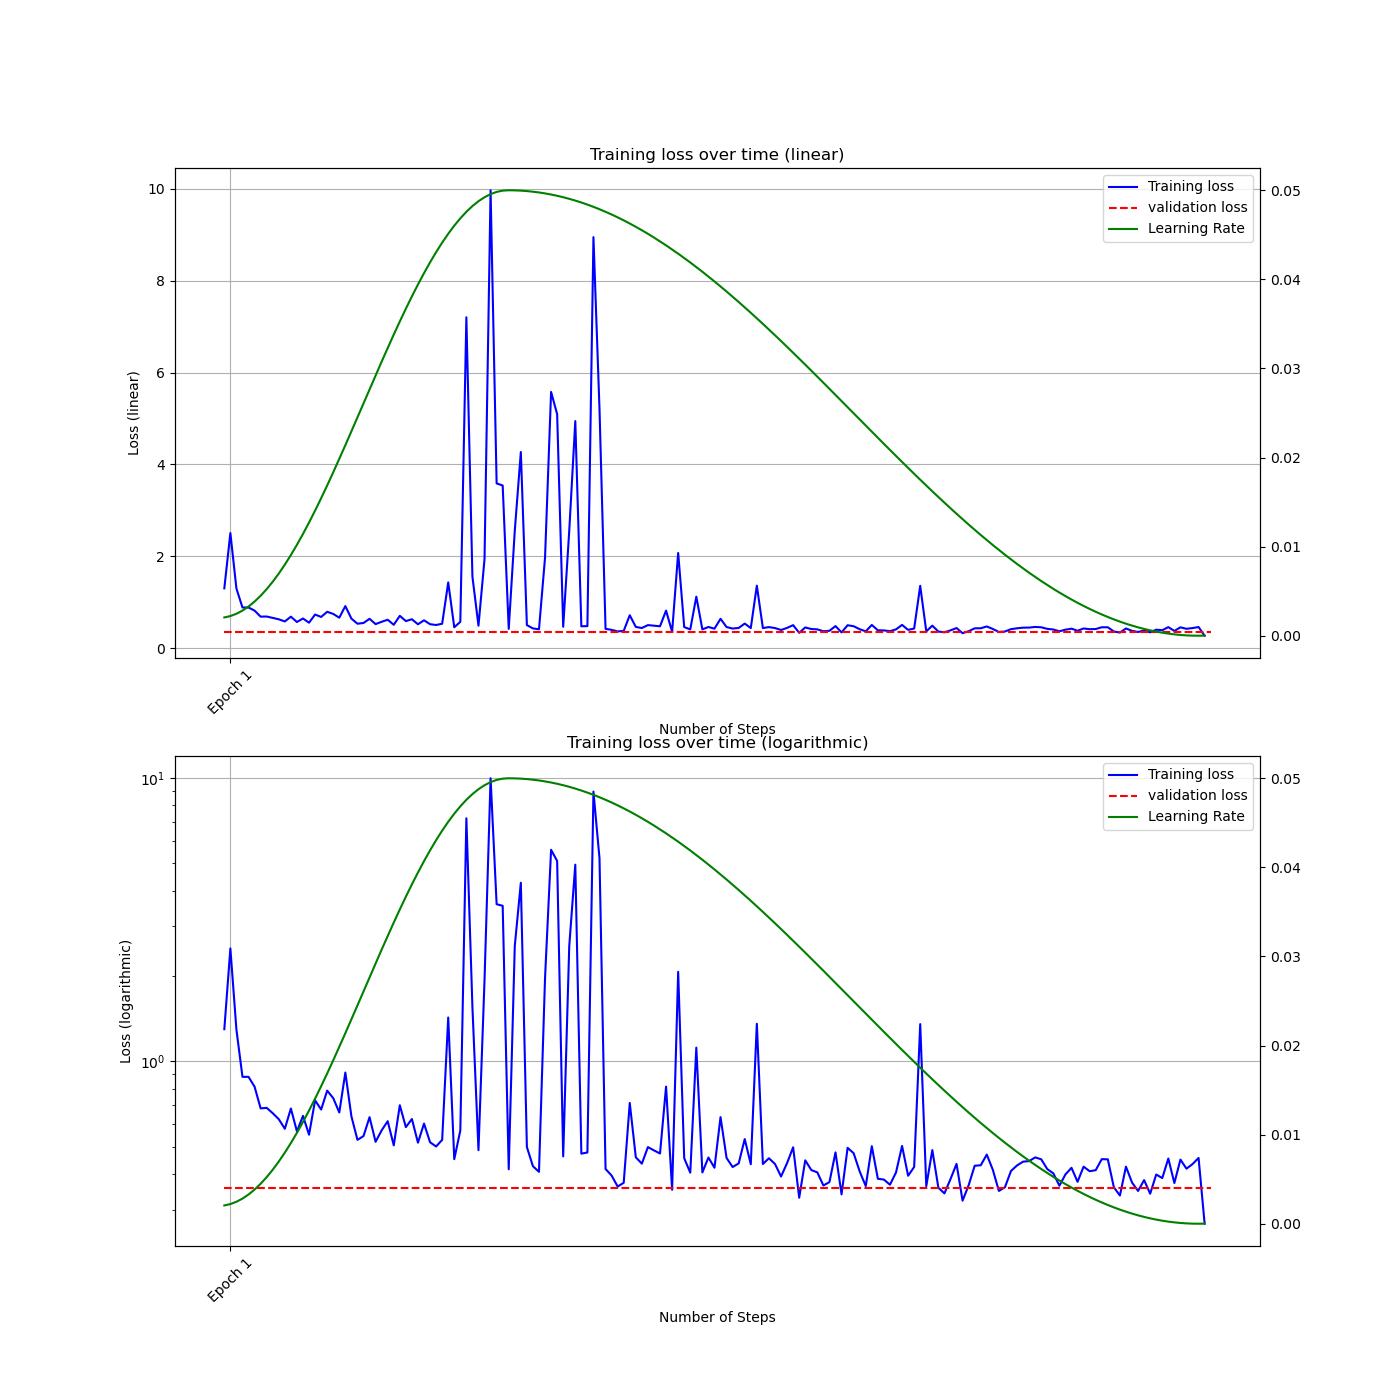 Training loss over time (linear)
Training loss
validation loss
Learning Rate
10
8
6
4
2
0
Loss (linear)
0.05
0.04
0.03
0.02
0.01
0.00
Epoch 1
Number of Steps
Training loss over time (logarithmic)
Training loss
validation loss
Learning Rate
10¹
10⁰
Loss (logarithmic)
0.05
0.04
0.03
0.02
0.01
0.00
Epoch 1
Number of Steps